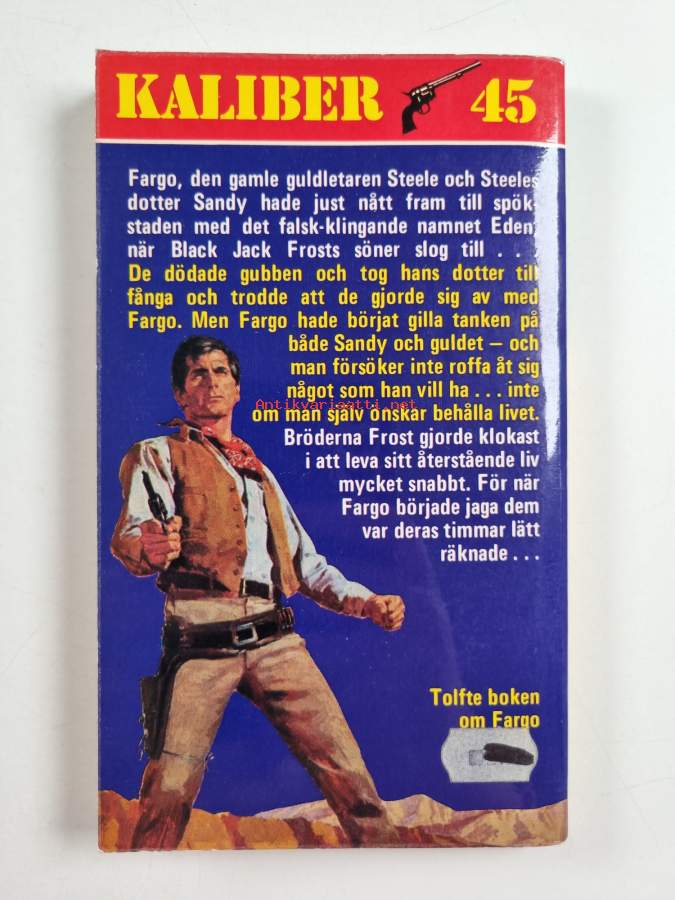 KALIBER 45
Fargo, den gamle guldletaren Steele och Steeles
dotter Sandy hade just nått fram till spök-
staden med det falsk-klingande namnet Eden,
när Black Jack Frosts söner slog till . . .
De dödade gubben och tog hans dotter till
fånga och trodde att de gjorde sig av med
Fargo. Men Fargo hade börjat gilla tanken på
både Sandy och guldet – och
man försöker inte roffa åt sig
något som han vill ha . . . inte
Antikvariaatti.net
om man själv önskar behålla livet.
Bröderna Frost gjorde klokast
i att leva sitt återstående liv
mycket snabbt. För när
Fargo började jaga dem
var deras timmar lätt
räknade . . .
Tolfte boken
om Fargo